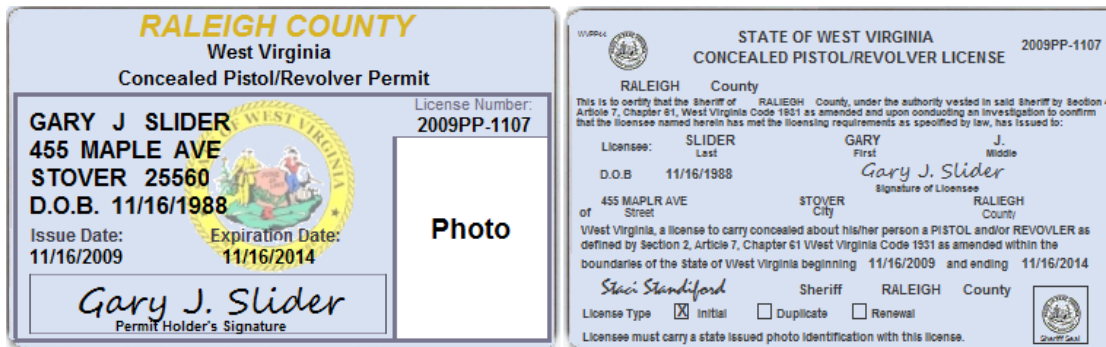 RALEIGH COUNTY
West Virginia
Concealed Pistol/Revolver Permit
License Number:
2009PP-1107
GARY J SLIDER
455 MAPLE AVE
STOVER 25560
D.O.B. 11/16/1988
Issue Date: Expiration Date:
11/16/2009 11/16/2014
Photo
Gary J. Slider
Permit Holder's Signature
STATE OF WEST VIRGINIA
CONCEALED PISTOL/REVOLVER LICENSE
2009PP-1107
RALEIGH County
This is to certify that the Sheriff of RALIEGH County, under the authority vested in said Sheriff by Section 4
Article 7, Chapter 61, West Virginia Code 1931 as amended and upon conducting an investigation to confirm
that the licensee named herein has met the licensing requirements as specified by law, has issued to:
Licensee: SLIDER GARY J.
Last First Middle
D.O.B 11/16/1988 Gary J. Slider
Signature of Licensee
455 MAPLR AVE STOVER RALIEGH
of Street City County
West Virginia, a license to carry concealed about his/her person a PISTOL and/or REVOVLER as
defined by Section 2, Article 7, Chapter 61 West Virginia Code 1931 as amended within the
boundaries of the State of West Virginia beginning 11/16/2009 and ending 11/16/2014
Staci Standiford Sheriff RALEIGH County
License Type X Initial Duplicate Renewal
Licensee must carry a state issued photo identification with this license.
Sheriff Seal